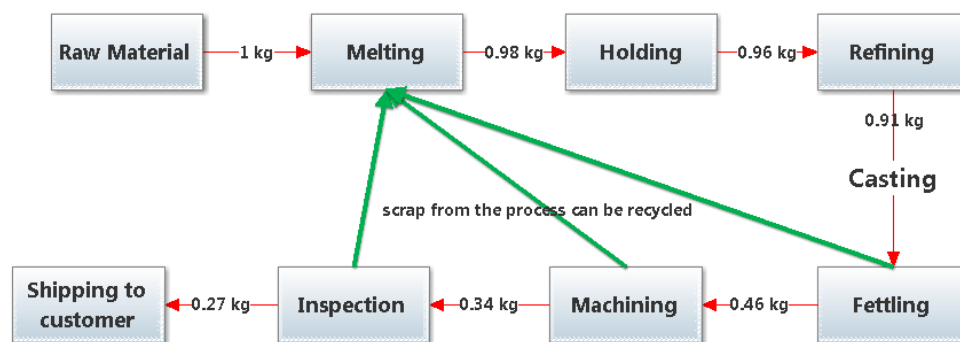 Raw Material
1 kg
Melting
0.98 kg
Holding
0.96 kg
Refining
0.91 kg
Casting
scrap from the process can be recycled
Shipping to
customer
0.27 kg
Inspection
0.34 kg
Machining
0.46 kg
Fettling